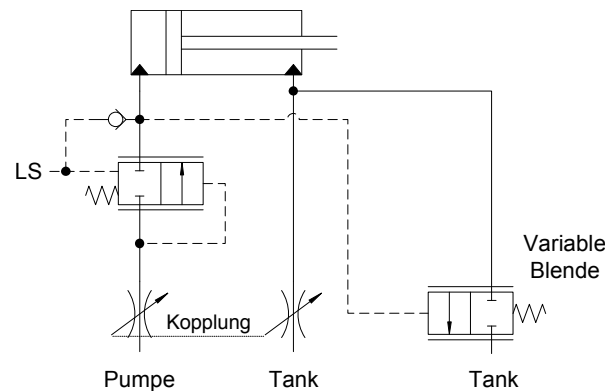 LS
Variable
Blende
Kopplung
Pumpe
Tank
Tank